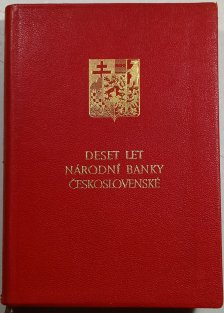 DESET LET
NÁRODNÍ BANKY
ČESKOSLOVENSKÉ